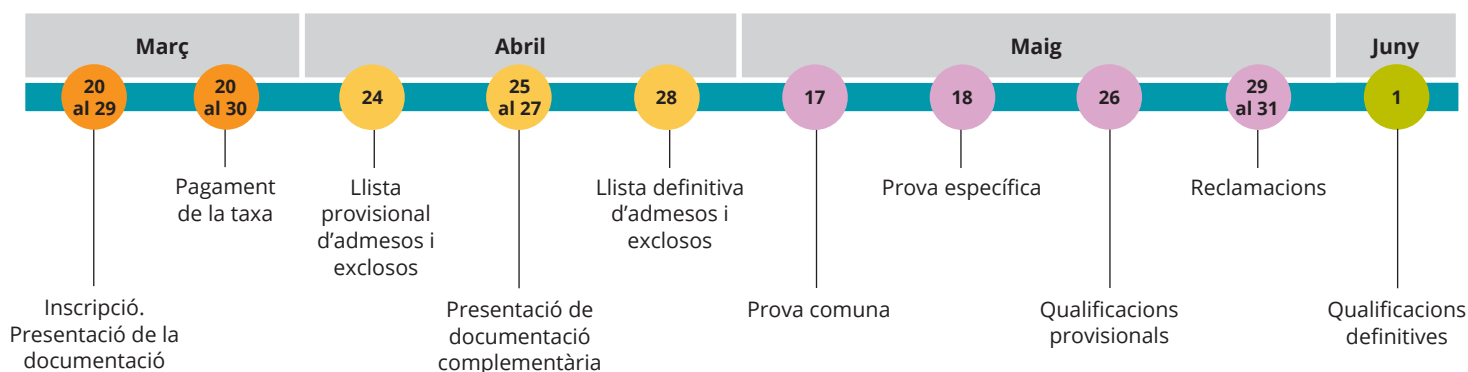 Març
Abril
Maig
Juny
20
al 29
20
al 30
24
25
al 27
28
17
18
26
29
al 31
1
Pagament
de la taxa
Llista
provisional
d'admesos i
exclosos
Llista definitiva
d'admesos i
exclosos
Prova específica
Reclamacions
Inscripció.
Presentació de la
documentació
Presentació de
documentació
complementària
Prova comuna
Qualificacions
provisionals
Qualificacions
definitives